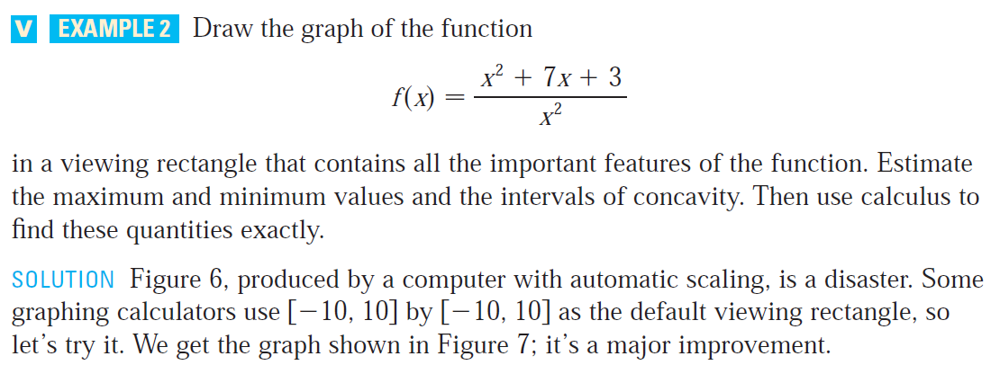 V EXAMPLE 2 Draw the graph of the function
f(x) = \frac{x^2 + 7x + 3}{x^2}
in a viewing rectangle that contains all the important features of the function. Estimate
the maximum and minimum values and the intervals of concavity. Then use calculus to
find these quantities exactly.
SOLUTION Figure 6, produced by a computer with automatic scaling, is a disaster. Some
graphing calculators use [−10, 10] by [−10, 10] as the default viewing rectangle, so
let’s try it. We get the graph shown in Figure 7; it’s a major improvement.